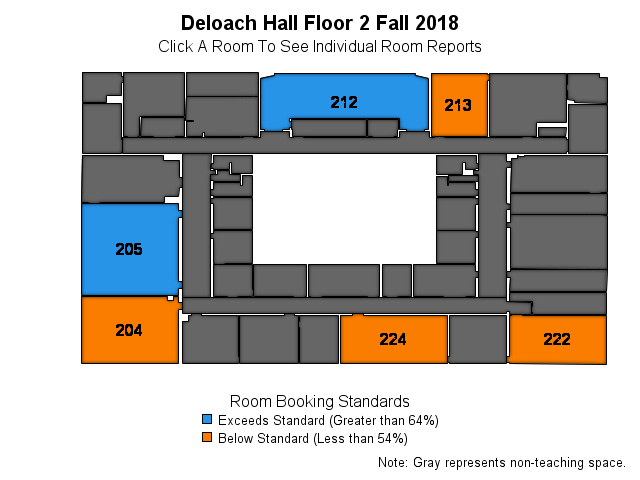 Deloach Hall Floor 2 Fall 2018
Click A Room To See Individual Room Reports
212
213
205
204
224
222
Room Booking Standards
Exceeds Standard (Greater than 64%)
Below Standard (Less than 54%)
Note: Gray represents non-teaching space.